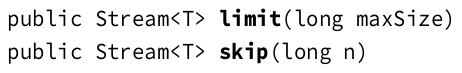 public Stream<T> limit(long maxSize)
public Stream<T> skip(long n)